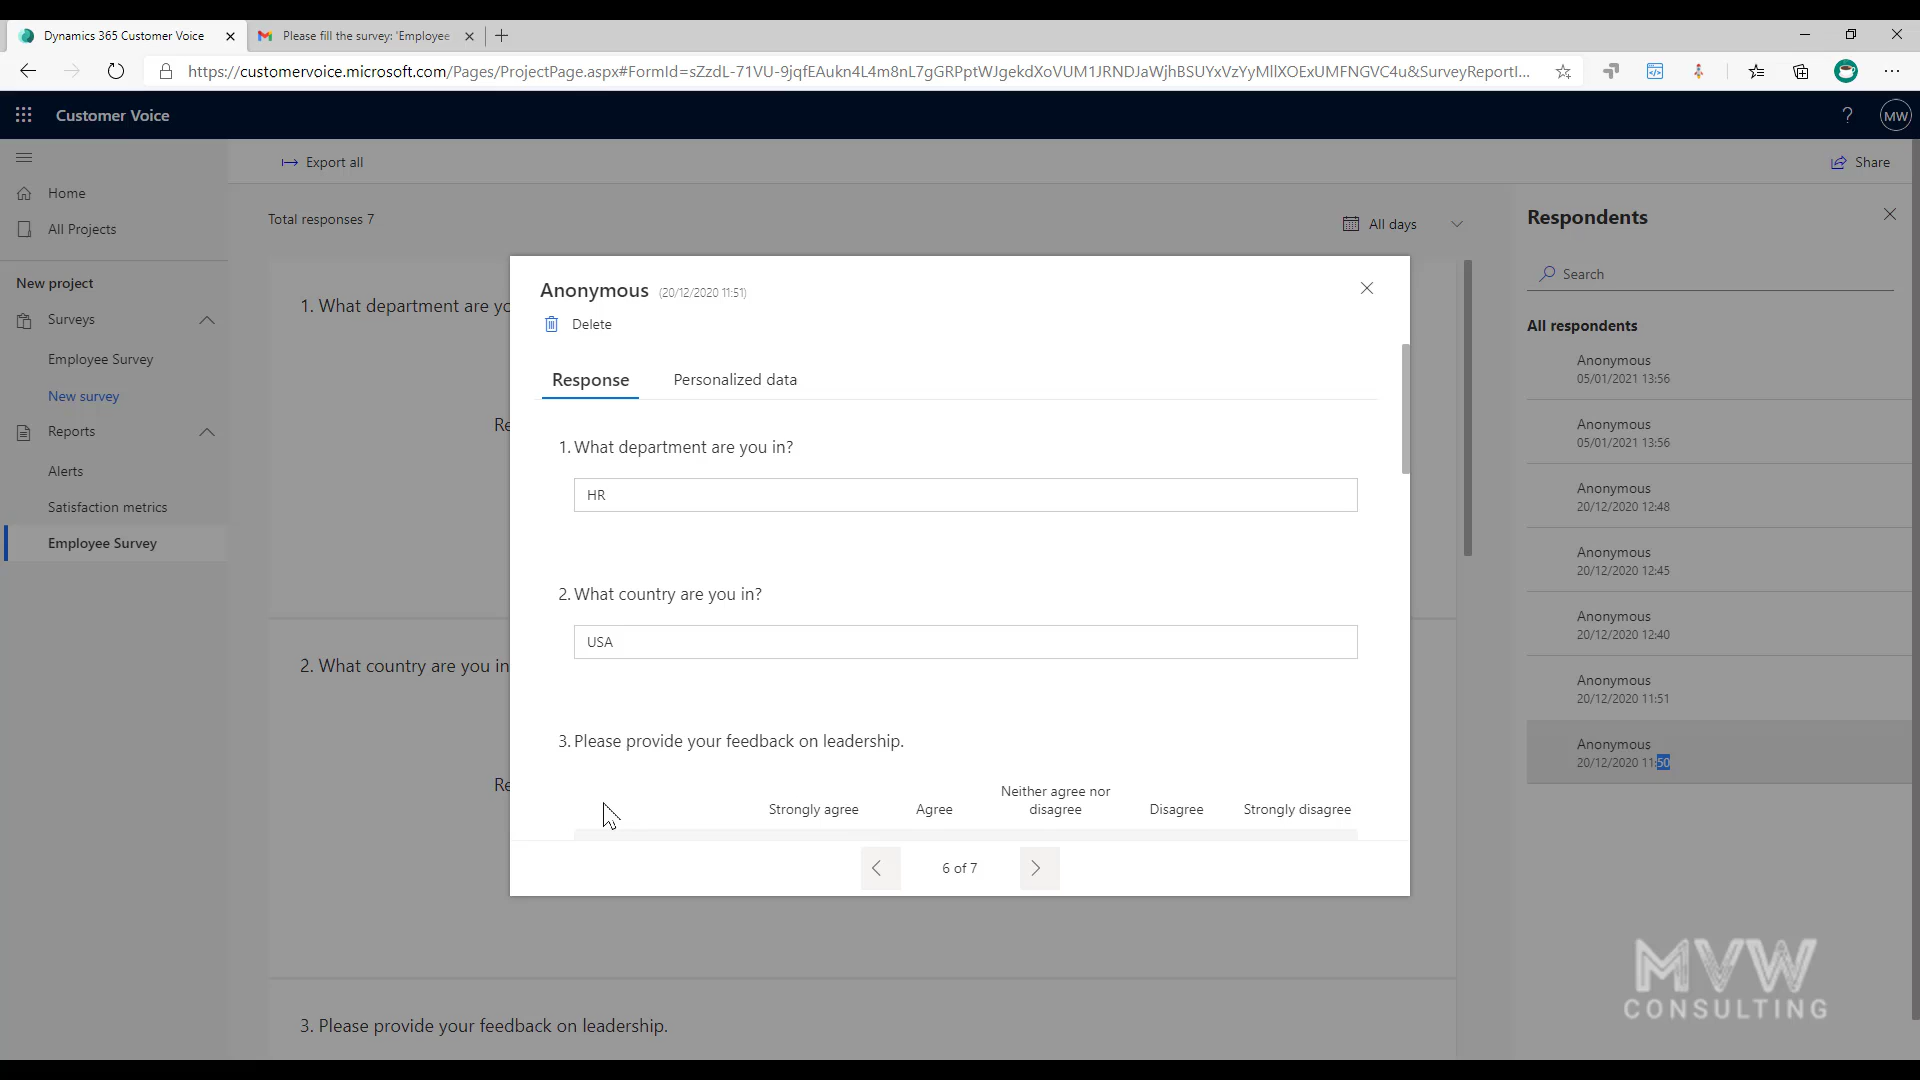 Dynamics 365 Customer Voice
Please fill the survey: 'Employee
https://customervoice.microsoft.com/Pages/ProjectPage.aspx#FormId=sZzdL-71VU-9jqfEAukn4L4m8nL7gGRPptWJgekdXoVUM1JRNDJaWjhBSUYxVzYyMllXOExUMFNGVC4u&SurveyReportI...
Customer Voice
?
MW
Export all
Share
Home
All Projects
New project
Surveys
Employee Survey
New survey
Reports
Alerts
Satisfaction metrics
Employee Survey
Total responses 7
All days
1. What department are yo
Re
2. What country are you in
Re
3. Please provide your feedback on leadership.
Anonymous (20/12/2020 11:51)
Delete
Response
Personalized data
1. What department are you in?
HR
2. What country are you in?
USA
3. Please provide your feedback on leadership.
Strongly agree
Agree
Neither agree nor
disagree
Disagree
Strongly disagree
6 of 7
Respondents
Search
All respondents
Anonymous
05/01/2021 13:56
Anonymous
05/01/2021 13:56
Anonymous
20/12/2020 12:48
Anonymous
20/12/2020 12:45
Anonymous
20/12/2020 12:40
Anonymous
20/12/2020 11:51
Anonymous
20/12/2020 11:50
MVW
CONSULTING